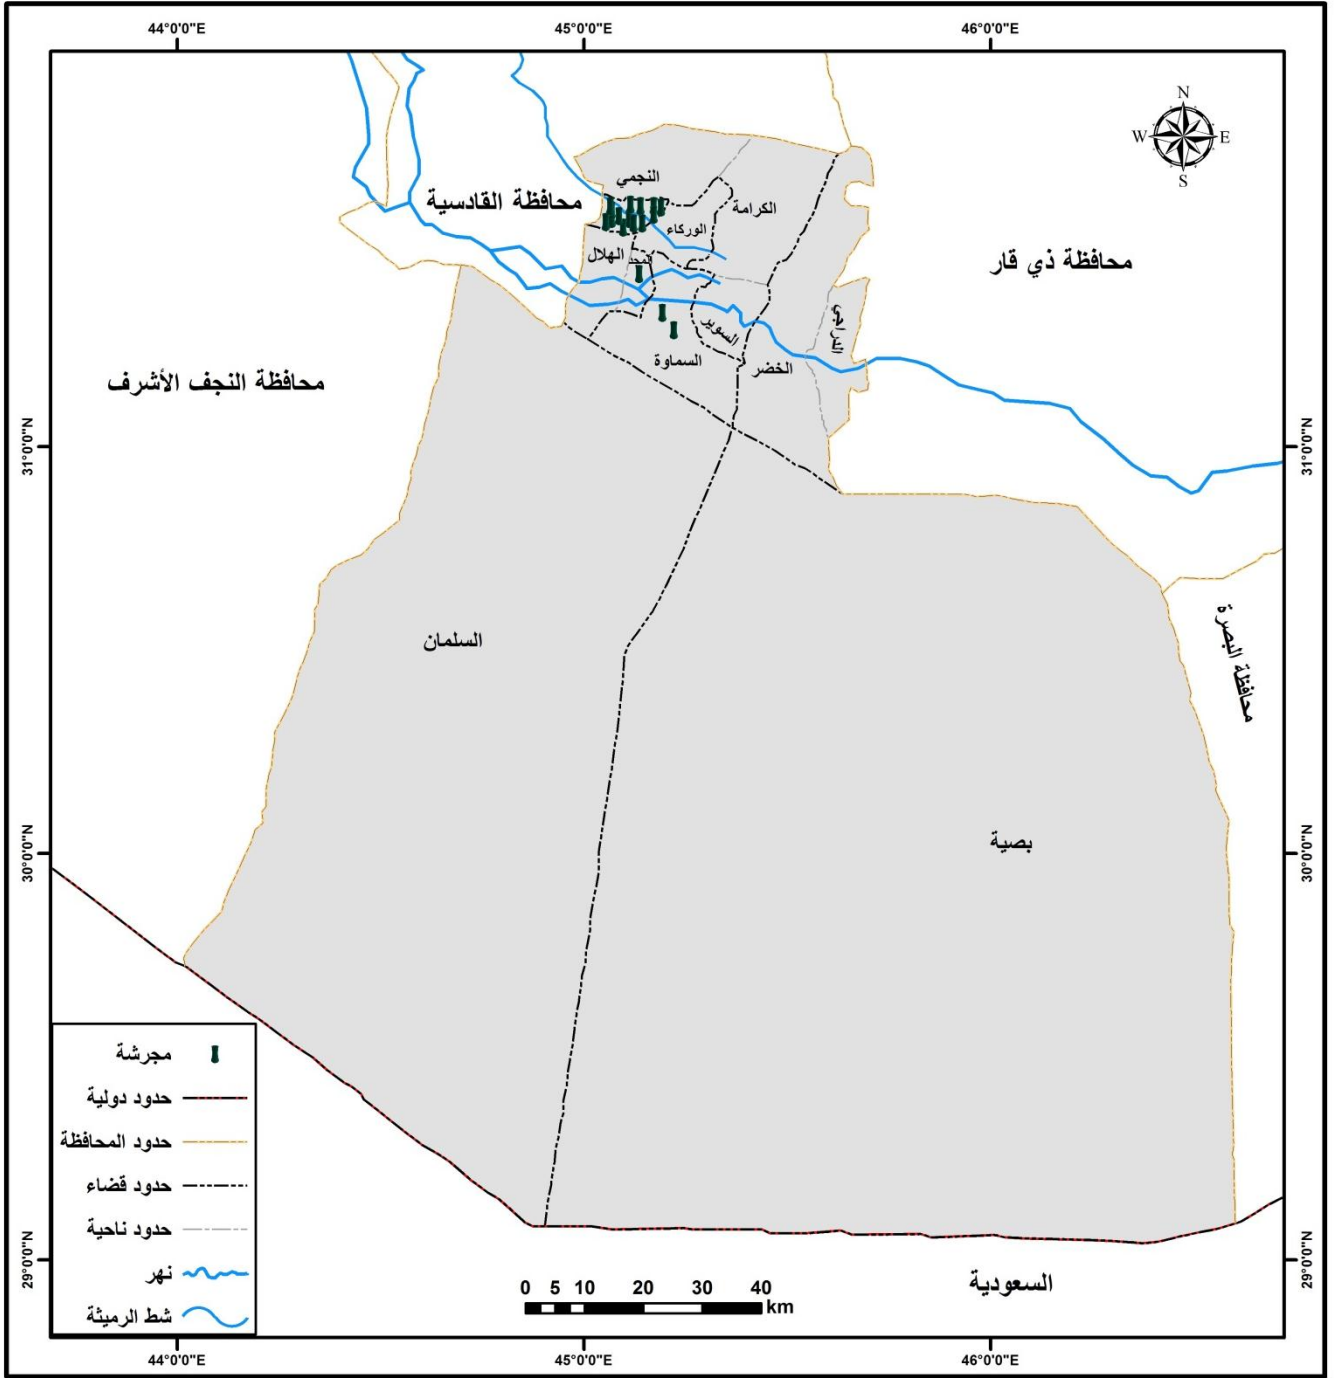 44°0'0"E
45°0'0"E
46°0'0"E
N
W
E
S
النجمي
محافظة القادسية
الكرامة
الوركاء
الهلال
المجد
محافظة ذي قار
الدراجي
السوير
السماوة
الخضر
محافظة النجف الأشرف
31°0'0"N
31°0'0"N
السلمان
محافظة البصرة
بصية
30°0'0"N
30°0'0"N
مجرشة
حدود دولية
حدود المحافظة
حدود قضاء
حدود ناحية
نهر
شط الرميثة
29°0'0"N
29°0'0"N
السعودية
0 5 10 20 30 40
km
44°0'0"E
45°0'0"E
46°0'0"E